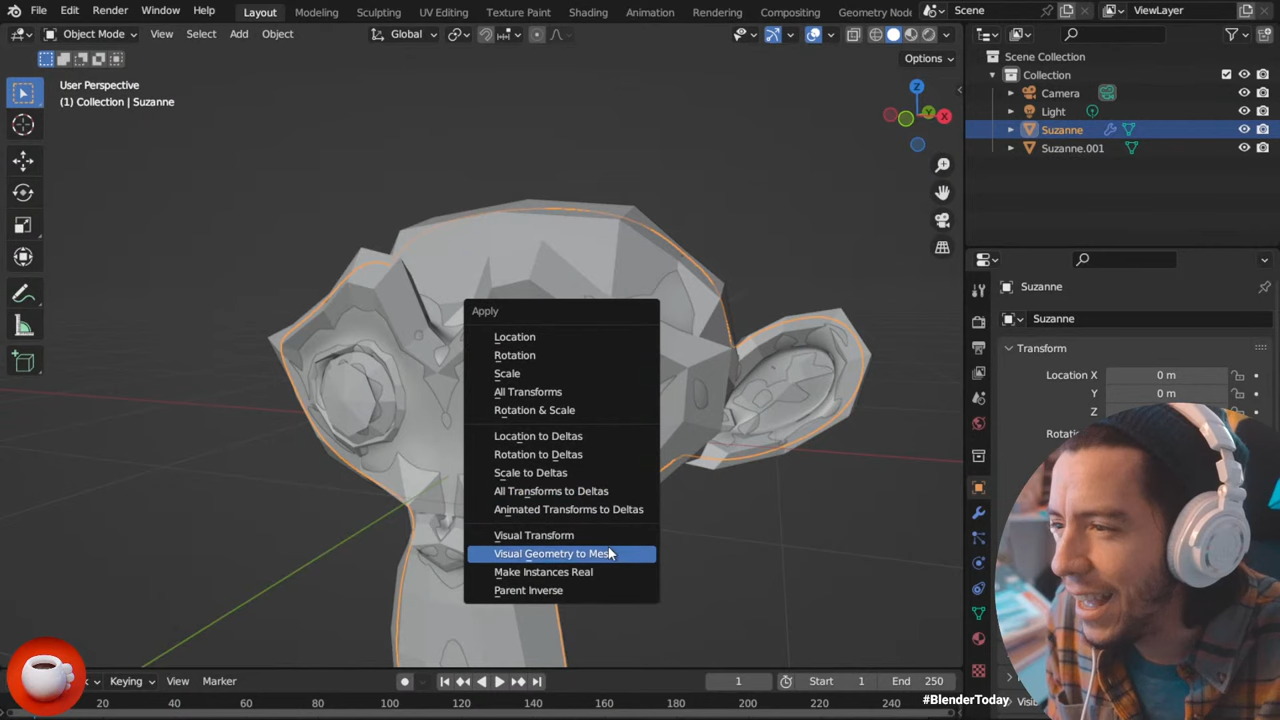 File Edit Render Window Help Layout Modeling Sculpting UV Editing Texture Paint Shading Animation Rendering Compositing Geometry Nod Scene ViewLayer
Object Mode View Select Add Object Global
Options
User Perspective
(1) Collection | Suzanne
Z
Y
X
Scene Collection
Collection
Camera
Light
Suzanne
Suzanne.001
Suzanne
Suzanne
Transform
Location X 0 m
Y 0 m
Z
Rotatio
Apply
Location
Rotation
Scale
All Transforms
Rotation & Scale
Location to Deltas
Rotation to Deltas
Scale to Deltas
All Transforms to Deltas
Animated Transforms to Deltas
Visual Transform
Visual Geometry to Mes
Make Instances Real
Parent Inverse
Keying View Marker 1 Start 1 End 250
20 40 60 80 100 120 140 160 180 200 220 240
#BlenderToday
Visi